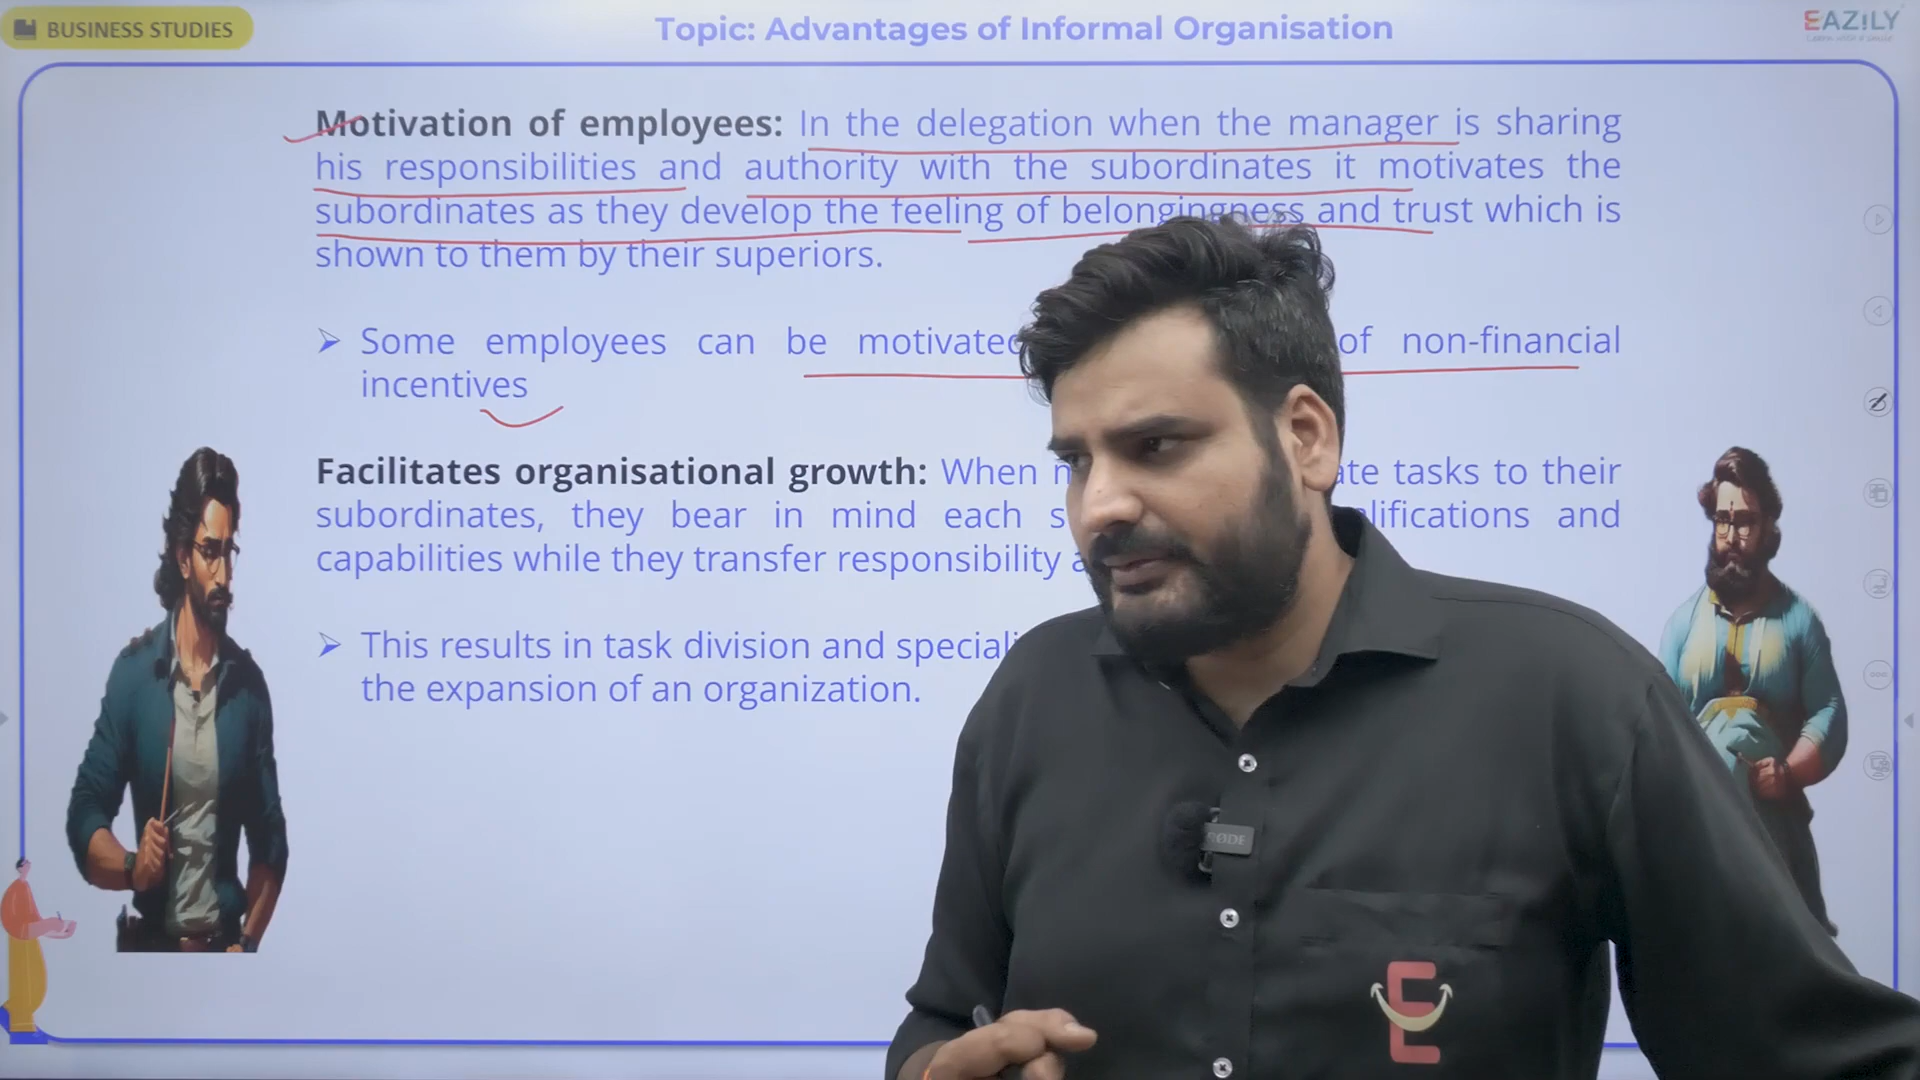 BUSINESS STUDIES
Topic: Advantages of Informal Organisation
EAZILY
Motivation of employees: In the delegation when the manager is sharing
his responsibilities and authority with the subordinates it motivates the
subordinates as they develop the feeling of belongingness and trust which is
shown to them by their superiors.
➢ Some employees can be motivated of non-financial
incentives
Facilitates organisational growth: When tasks to their
subordinates, they bear in mind each and
capabilities while they transfer responsibility
➢ This results in task division and
the expansion of an organization.
RØDE
E